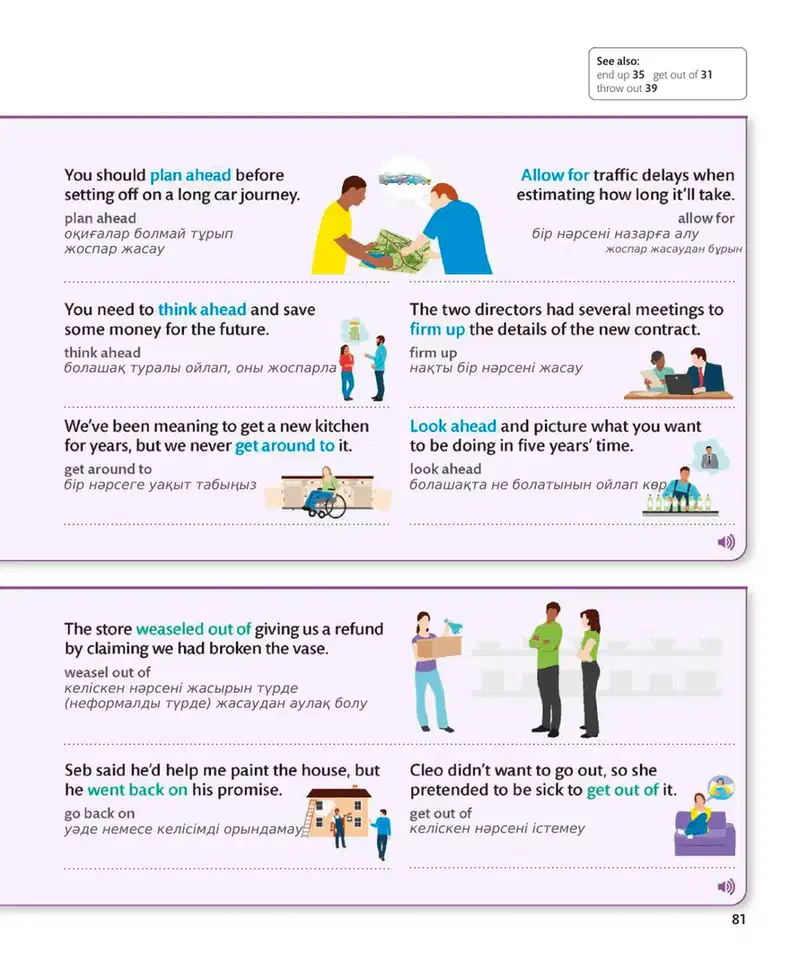 See also:
end up 35 get out of 31
throw out 39
You should plan ahead before
setting off on a long car journey.
plan ahead
оқиғалар болмай тұрып
жоспар жасау
Allow for traffic delays when
estimating how long it'll take.
allow for
бір нәрсені назарға алу
жоспар жасаудан бұрын
You need to think ahead and save
some money for the future.
think ahead
болашақ туралы ойлап, оны жоспарла
The two directors had several meetings to
firm up the details of the new contract.
firm up
нақты бір нәрсені жасау
We've been meaning to get a new kitchen
for years, but we never get around to it.
get around to
бір нәрсеге уақыт табыңыз
Look ahead and picture what you want
to be doing in five years' time.
look ahead
болашақта не болатынын ойлап көр
The store weaseled out of giving us a refund
by claiming we had broken the vase.
weasel out of
келіскен нәрсені жасырын түрде
(неформалды түрде) жасаудан аулақ болу
Seb said he'd help me paint the house, but
he went back on his promise.
go back on
уәде немесе келісімді орындамау
Cleo didn't want to go out, so she
pretended to be sick to get out of it.
get out of
келіскен нәрсені істемеу
81